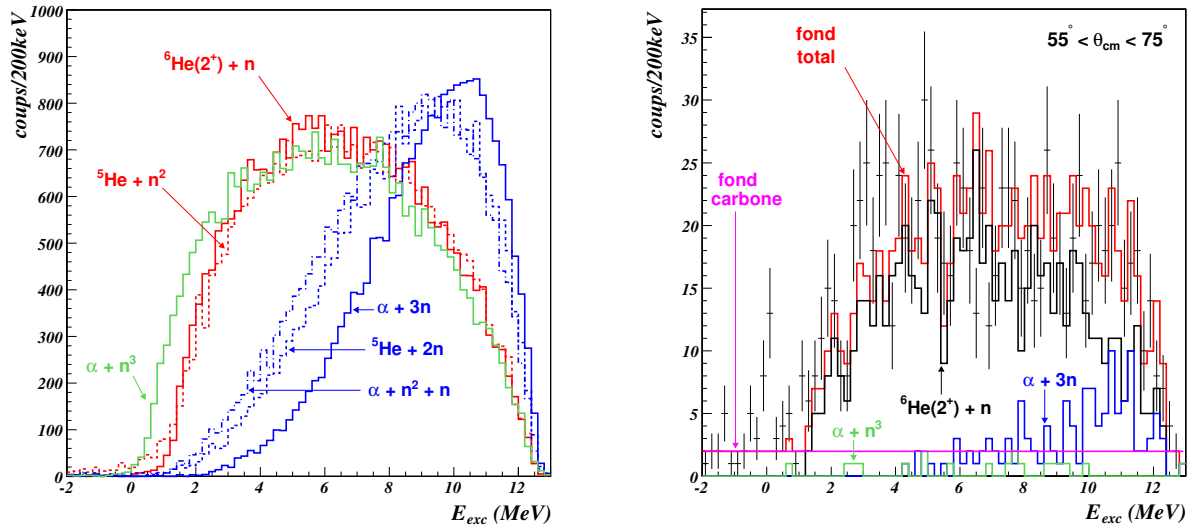 coups/200keV
1000
900
800
700
600
500
400
300
200
100
0
-2 0 2 4 6 8 10 12
E_exc (MeV)
⁶He(2⁺) + n
⁵He + n²
α + n³
α + 3n
⁵He + 2n
α + n² + n
coups/200keV
35
30
25
20
15
10
5
0
-2 0 2 4 6 8 10 12
E_exc (MeV)
fond
total
55° < θ_cm < 75°
fond
carbone
α + 3n
⁶He(2⁺) + n
α + n³